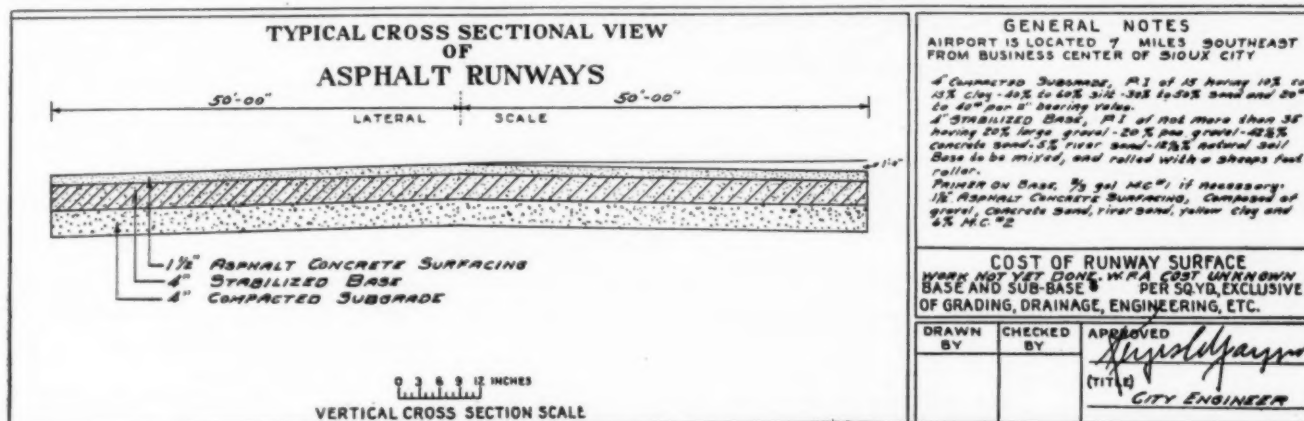 TYPICAL CROSS SECTIONAL VIEW
OF
ASPHALT RUNWAYS
50'-00" 50'-00"
LATERAL SCALE
1½" ASPHALT CONCRETE SURFACING
4" STABILIZED BASE
4" COMPACTED SUBGRADE
0 3 6 9 12 INCHES
VERTICAL CROSS SECTION SCALE
GENERAL NOTES
AIRPORT IS LOCATED 7 MILES SOUTHEAST
FROM BUSINESS CENTER OF SIOUX CITY
4" COMPACTED SUBGRADE, P.I of 15 having 10% to
15% clay - 40% to 60% silt - 30% to 50% sand and 20#
to 40# per □" bearing value.
4" STABILIZED BASE, P.I of not more than 35
having 20% large gravel - 20% pea gravel - 42½%
concrete sand - 5% river sand - 12½% natural soil
Base to be mixed, and rolled with a sheeps foot
roller.
PRIMER ON BASE, gal M.C #1 if necessary.
1½" ASPHALT CONCRETE SURFACING, Composed of
gravel, concrete sand, river sand, yellow clay and
6% M.C. #2
COST OF RUNWAY SURFACE
WORK NOT YET DONE. W.P.A COST UNKNOWN
BASE AND SUB-BASE PER SQ.YD, EXCLUSIVE
OF GRADING, DRAINAGE, ENGINEERING, ETC.
DRAWN BY
CHECKED BY
APPROVED
(TITLE)
CITY ENGINEER